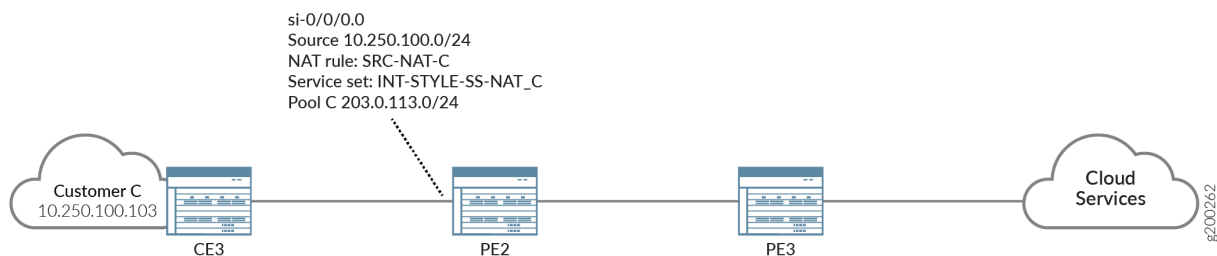 si-0/0/0.0
Source 10.250.100.0/24
NAT rule: SRC-NAT-C
Service set: INT-STYLE-SS-NAT_C
Pool C 203.0.113.0/24
Customer C
10.250.100.103
CE3
PE2
PE3
Cloud
Services
g200262